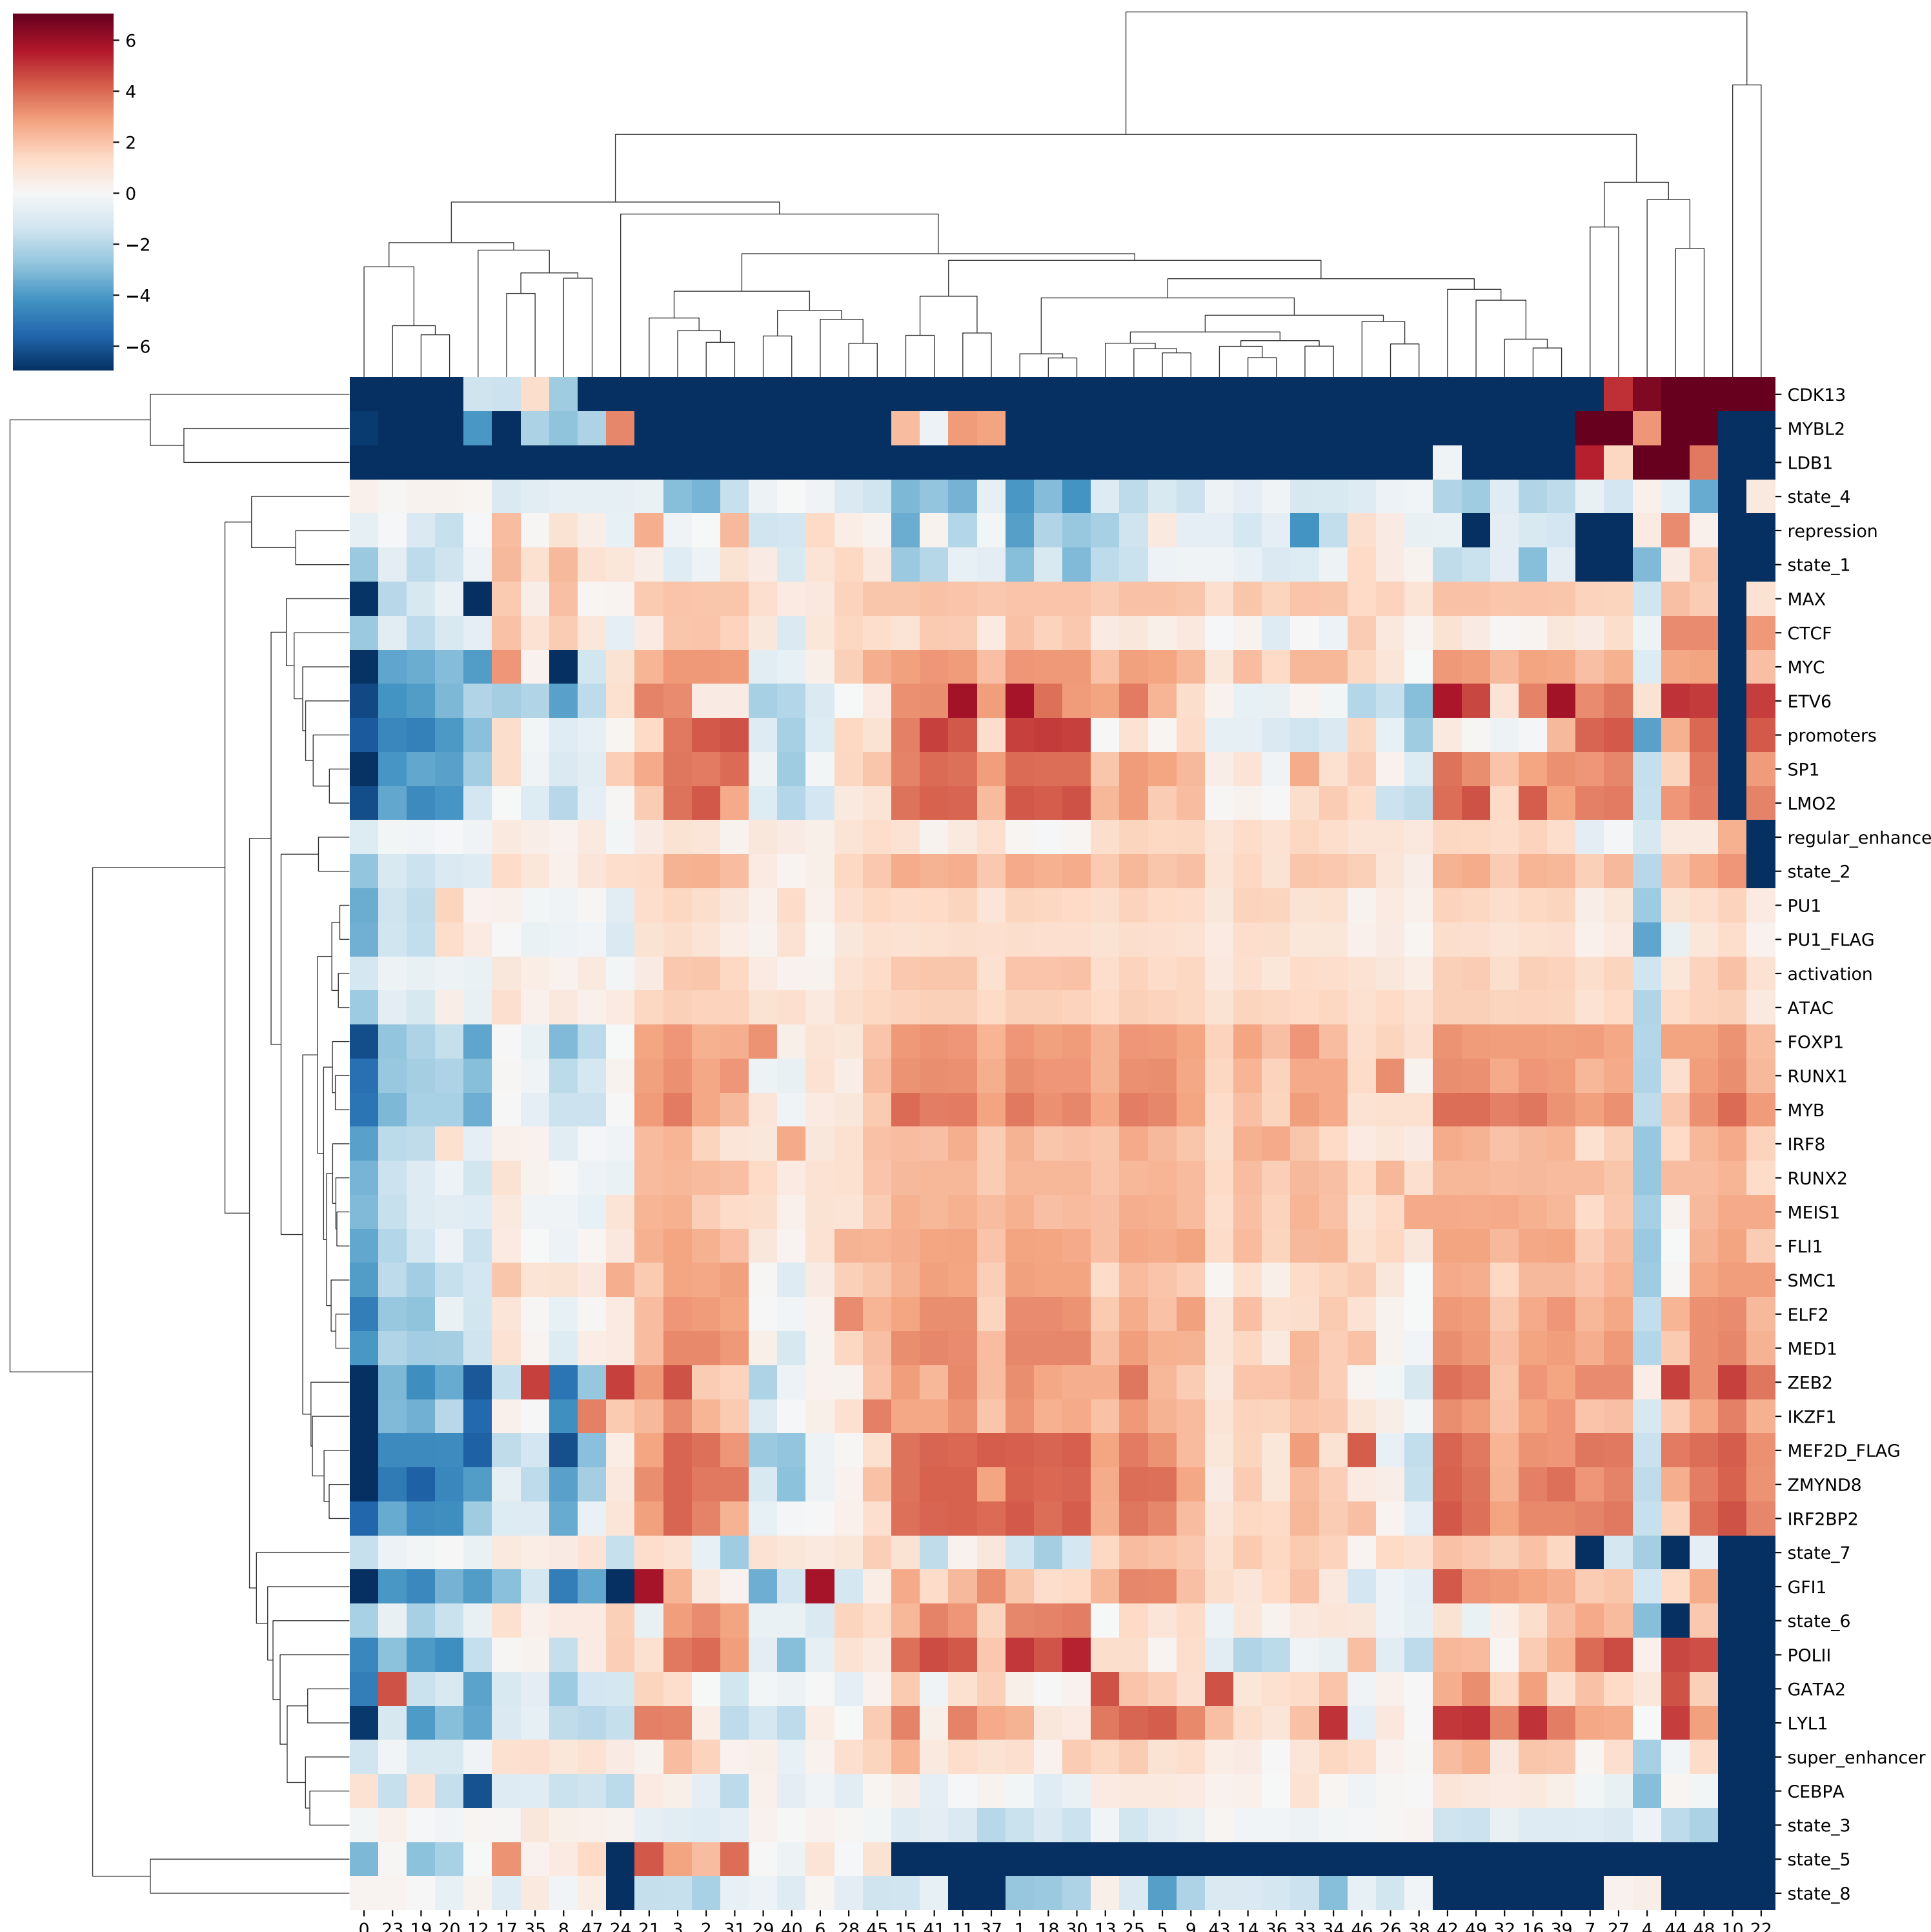 6
4
2
0
−2
−4
−6
CDK13
MYBL2
LDB1
state_4
repression
state_1
MAX
CTCF
MYC
ETV6
promoters
SP1
LMO2
regular_enhance
state_2
PU1
PU1_FLAG
activation
ATAC
FOXP1
RUNX1
MYB
IRF8
RUNX2
MEIS1
FLI1
SMC1
ELF2
MED1
ZEB2
IKZF1
MEF2D_FLAG
ZMYND8
IRF2BP2
state_7
GFI1
state_6
POLII
GATA2
LYL1
super_enhancer
CEBPA
state_3
state_5
state_8
0 23 19 20 12 17 35 8 47 24 21 3 2 31 29 40 6 28 45 15 41 11 37 1 18 30 13 25 5 9 43 14 36 33 34 46 26 38 42 49 32 16 39 7 27 4 44 48 10 22